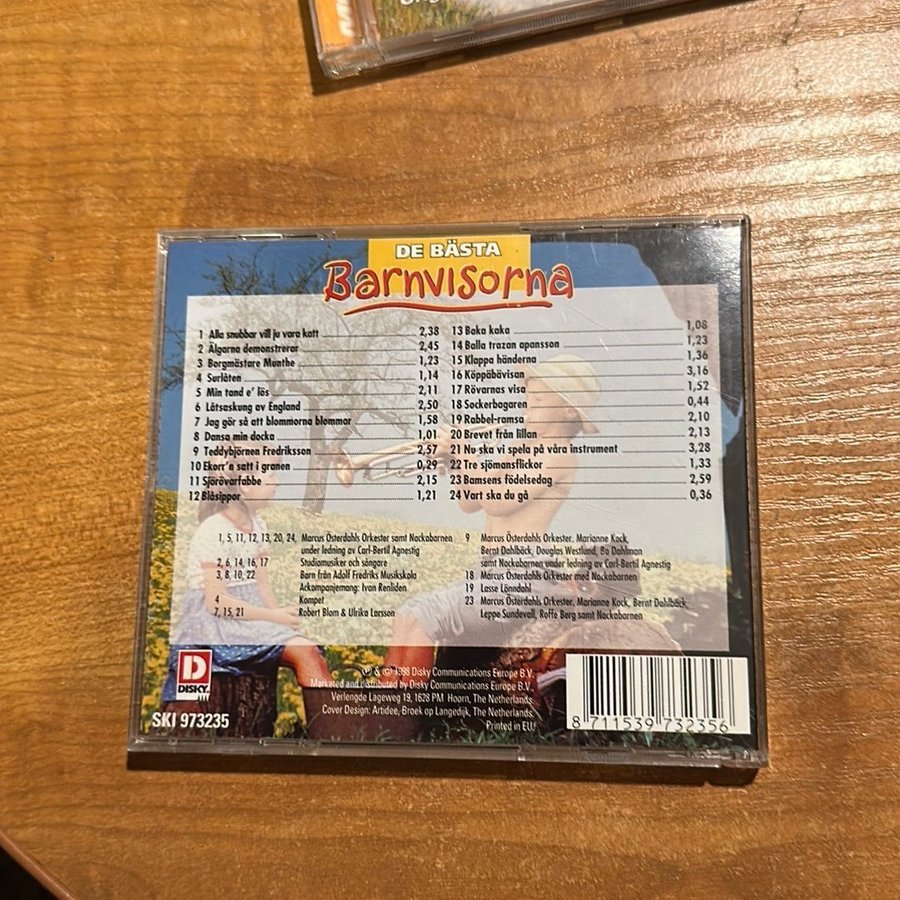 DE BÄSTA
Barnvisorna
1 Alla snubbar vill ju vara katt 2,38
2 Älgarna demonstrerar 2,45
3 Borgmästare Munthe 1,23
4 Surlåten 1,14
5 Min tand e' lös 2,11
6 Låtsaskung av England 2,50
7 Jag gör så att blommorna blommar 1,58
8 Dansa min docka 1,01
9 Teddybjörnen Fredriksson 2,57
10 Ekorr'n satt i granen 0,29
11 Sjörövarfabbe 2,15
12 Blåsippor 1,21
13 Baka kaka 1,08
14 Balla trazan apansson 1,23
15 Klappa händerna 1,36
16 Köppäbävisan 3,16
17 Rövarnas visa 1,52
18 Sockerbagaren 0,44
19 Rabbel-ramsa 2,10
20 Brevet från lillan 2,13
21 Nu ska vi spela på våra instrument 3,28
22 Tre sjömansflickor 1,33
23 Bamsens födelsedag 2,59
24 Vart ska du gå 0,36
1, 5, 11, 12, 13, 20, 24, Marcus Österdahls Orkester samt Nackabarnen
under ledning av Carl-Bertil Agnestig
2, 6, 14, 16, 17 Studiomusiker och sångare
3, 8, 10, 22 Barn från Adolf Fredriks Musikskola
Ackompanjemang: Ivan Renliden
4 Kompet
7, 15, 21 Robert Blom & Ulrika Larsson
9 Marcus Österdahls Orkester. Marianne Kock,
Bernt Dahlbäck, Douglas Westlund, Bo Dahlman
samt Nackabarnen under ledning av Carl-Bertil Agnestig
18 Marcus Österdahls Orkester med Nackabarnen
19 Lasse Lönndahl
23 Marcus Österdahls Orkester, Marianne Kock, Bernt Dahlbäck,
Leppe Sundevall, Roffe Berg samt Nackabarnen
D
DISKY
SKI 973235
℗ & © 1998 Disky Communications Europe B.V.
Marketed and distributed by Disky Communications Europe B.V.,
Verlengde Lageweg 19, 1628 PM Hoorn, The Netherlands.
Cover Design: Artidee, Broek op Langedijk, The Netherlands.
Printed in EU.
8 711539 732356